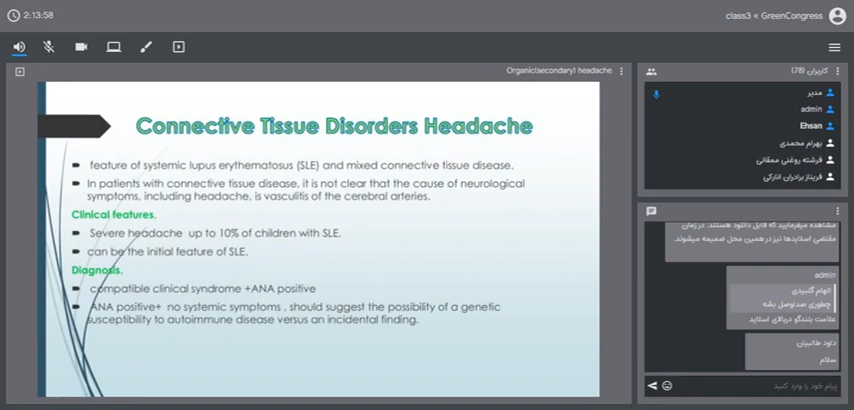 2:13:58
class3 < GreenCongress
Organic(secondary) headache
Connective Tissue Disorders Headache
feature of systemic lupus erythematosus (SLE) and mixed connective tissue disease.
In patients with connective tissue disease, it is not clear that the cause of neurological
symptoms, including headache, is vasculitis of the cerebral arteries.
Clinical features.
Severe headache up to 10% of children with SLE.
can be the initial feature of SLE.
Diagnosis.
compatible clinical syndrome +ANA positive
ANA positive+ no systemic symptoms , should suggest the possibility of a genetic
susceptibility to autoimmune disease versus an incidental finding.
کاربران (78)
مدیر
admin
Ehsan
بهرام محمدی
فرشته روغنی ممقانی
فریناز برادران انارکی
مشاهده میفرمایید که قابل دانلود هستند. در زمان
مقتضی اسلایدها نیز در همین محل ضمیمه میشوند.
admin
الهام گنبیدی
چطوری صداوصل بشه
علامت بلندگو دربالای اسلاید
داود طالبیان
سلام
پیام خود را وارد کنید